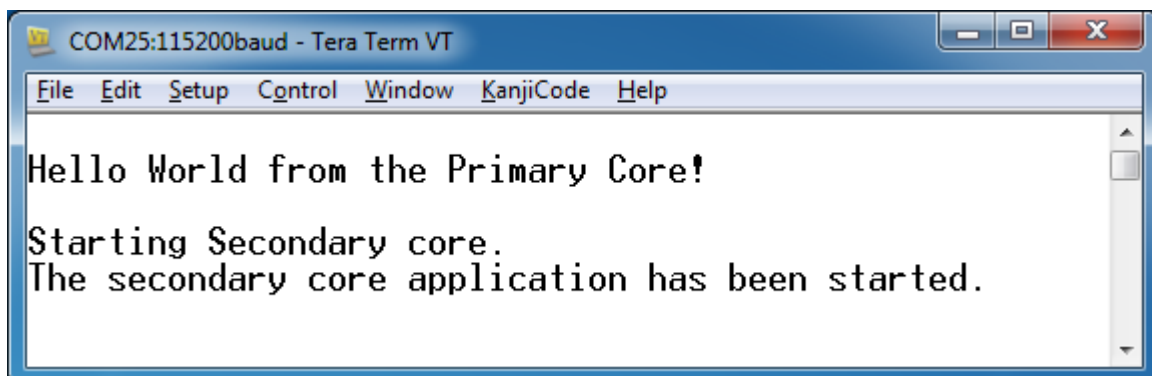 VT COM25:115200baud - Tera Term VT
File Edit Setup Control Window KanjiCode Help
Hello World from the Primary Core!
Starting Secondary core.
The secondary core application has been started.